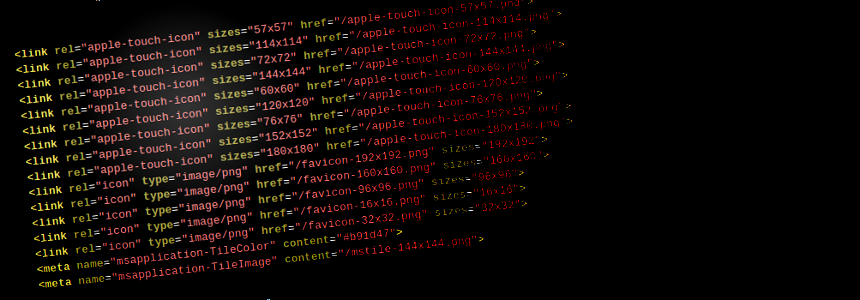 <link rel="apple-touch-icon" sizes="57x57" href="/apple-touch-icon-57x57.png">
<link rel="apple-touch-icon" sizes="114x114" href="/apple-touch-icon-114x114.png">
<link rel="apple-touch-icon" sizes="72x72" href="/apple-touch-icon-72x72.png">
<link rel="apple-touch-icon" sizes="144x144" href="/apple-touch-icon-144x144.png">
<link rel="apple-touch-icon" sizes="60x60" href="/apple-touch-icon-60x60.png">
<link rel="apple-touch-icon" sizes="120x120" href="/apple-touch-icon-120x120.png">
<link rel="apple-touch-icon" sizes="76x76" href="/apple-touch-icon-76x76.png">
<link rel="apple-touch-icon" sizes="152x152" href="/apple-touch-icon-152x152.png">
<link rel="apple-touch-icon" sizes="180x180" href="/apple-touch-icon-180x180.png">
<link rel="icon" type="image/png" href="/favicon-192x192.png" sizes="192x192">
<link rel="icon" type="image/png" href="/favicon-160x160.png" sizes="160x160">
<link rel="icon" type="image/png" href="/favicon-96x96.png" sizes="96x96">
<link rel="icon" type="image/png" href="/favicon-16x16.png" sizes="16x16">
<link rel="icon" type="image/png" href="/favicon-32x32.png" sizes="32x32">
<meta name="msapplication-TileColor" content="#b91d47">
<meta name="msapplication-TileImage" content="/mstile-144x144.png">